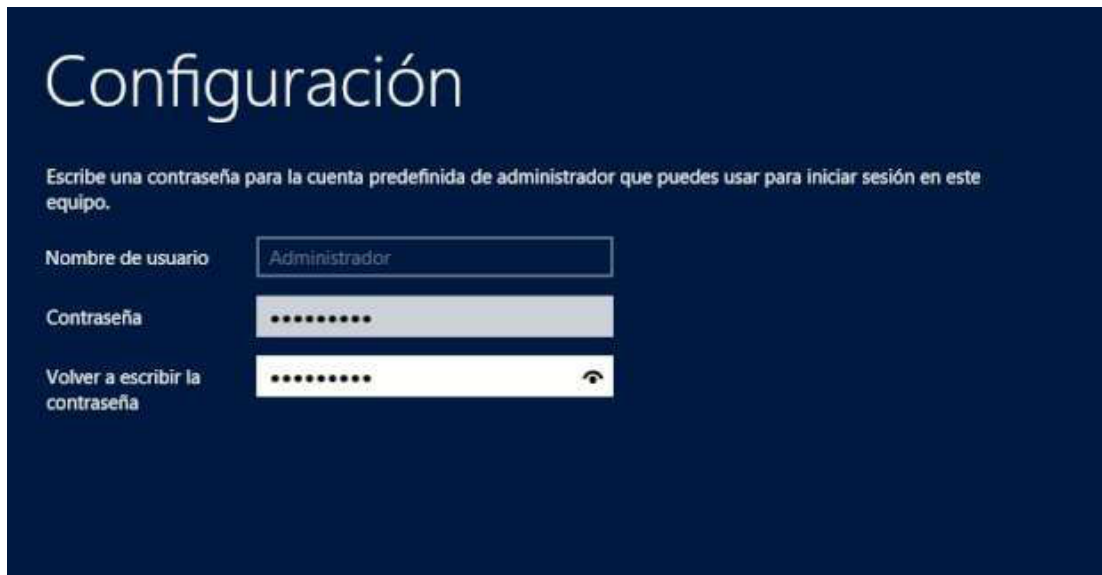 Configuración
Escribe una contraseña para la cuenta predefinida de administrador que puedes usar para iniciar sesión en este
equipo.
Nombre de usuario
Administrador
Contraseña
•••••••••
Volver a escribir la
contraseña
•••••••••